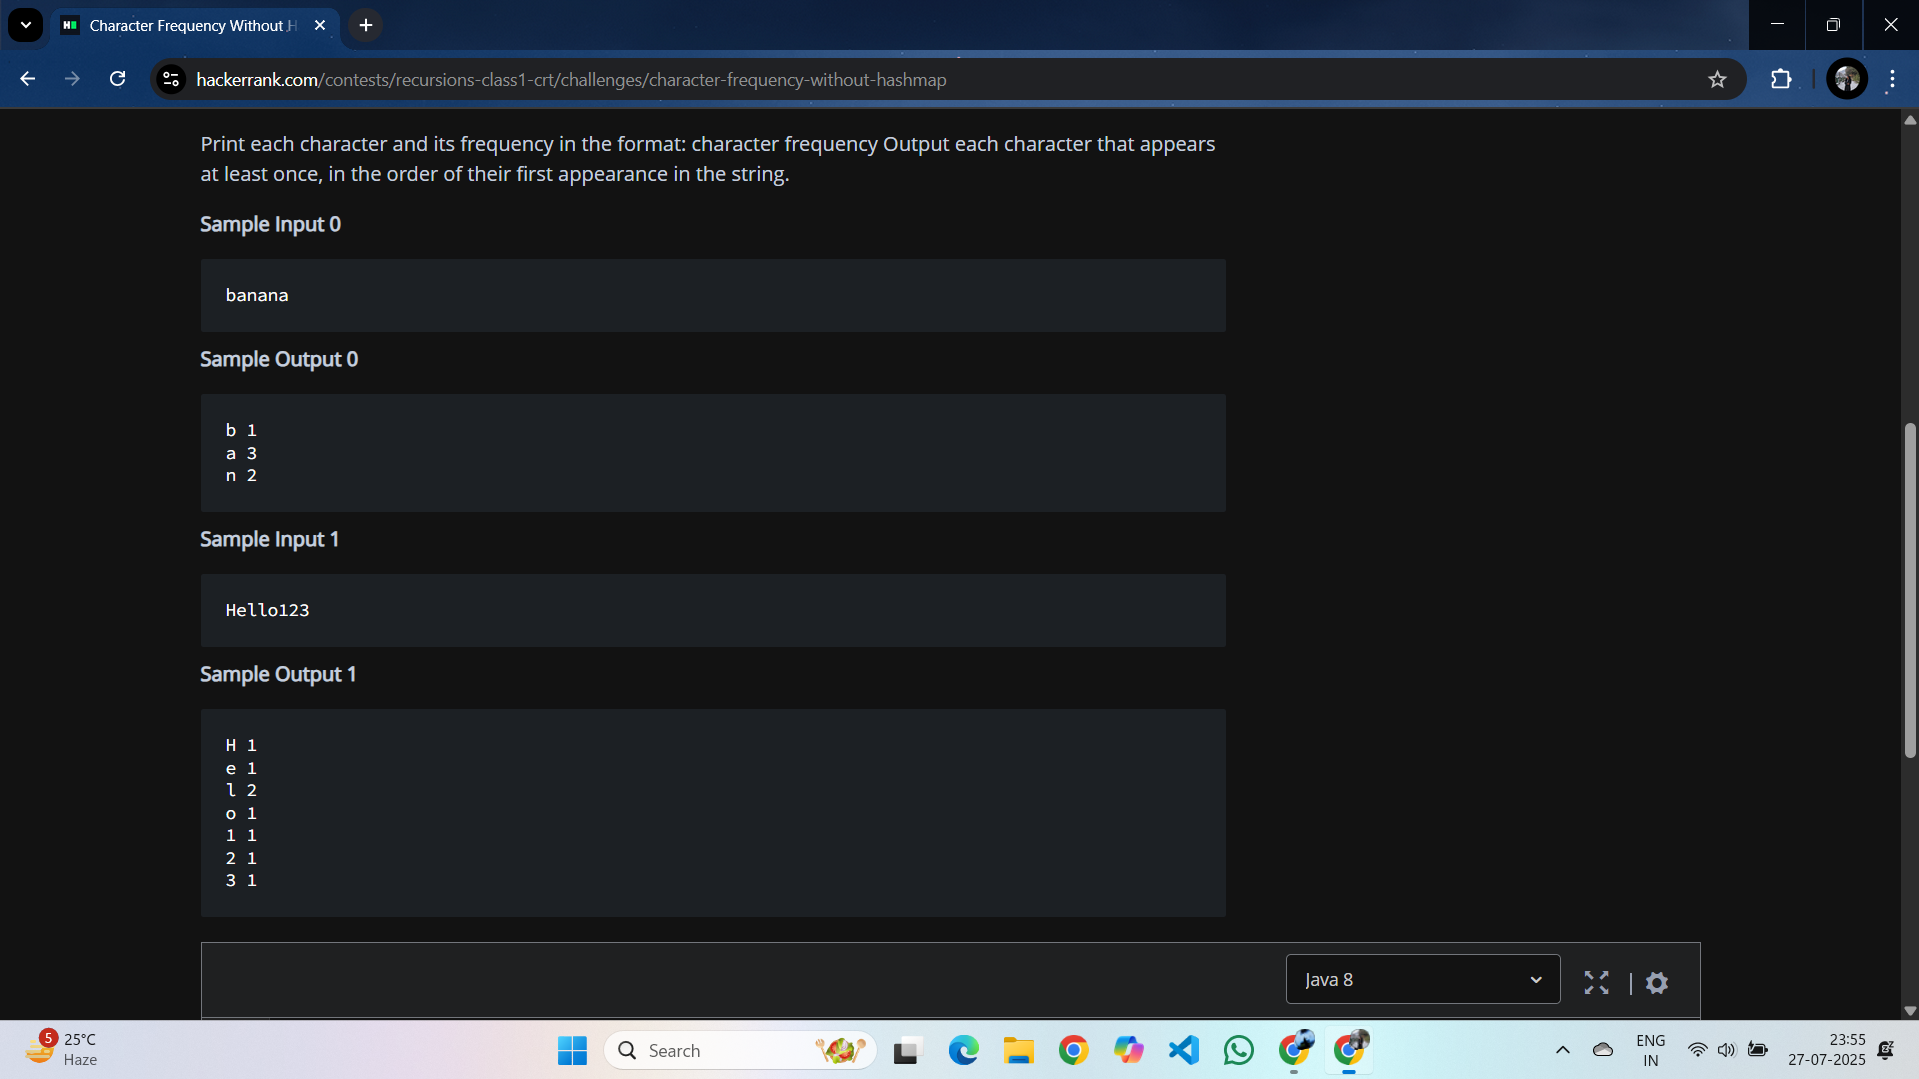 Character Frequency Without H
hackerrank.com/contests/recursions-class1-crt/challenges/character-frequency-without-hashmap
Print each character and its frequency in the format: character frequency Output each character that appears
at least once, in the order of their first appearance in the string.
Sample Input 0
banana
Sample Output 0
b 1
a 3
n 2
Sample Input 1
Hello123
Sample Output 1
H 1
e 1
l 2
o 1
1 1
2 1
3 1
Java 8
5
25°C
Haze
Search
ENG
IN
23:55
27-07-2025